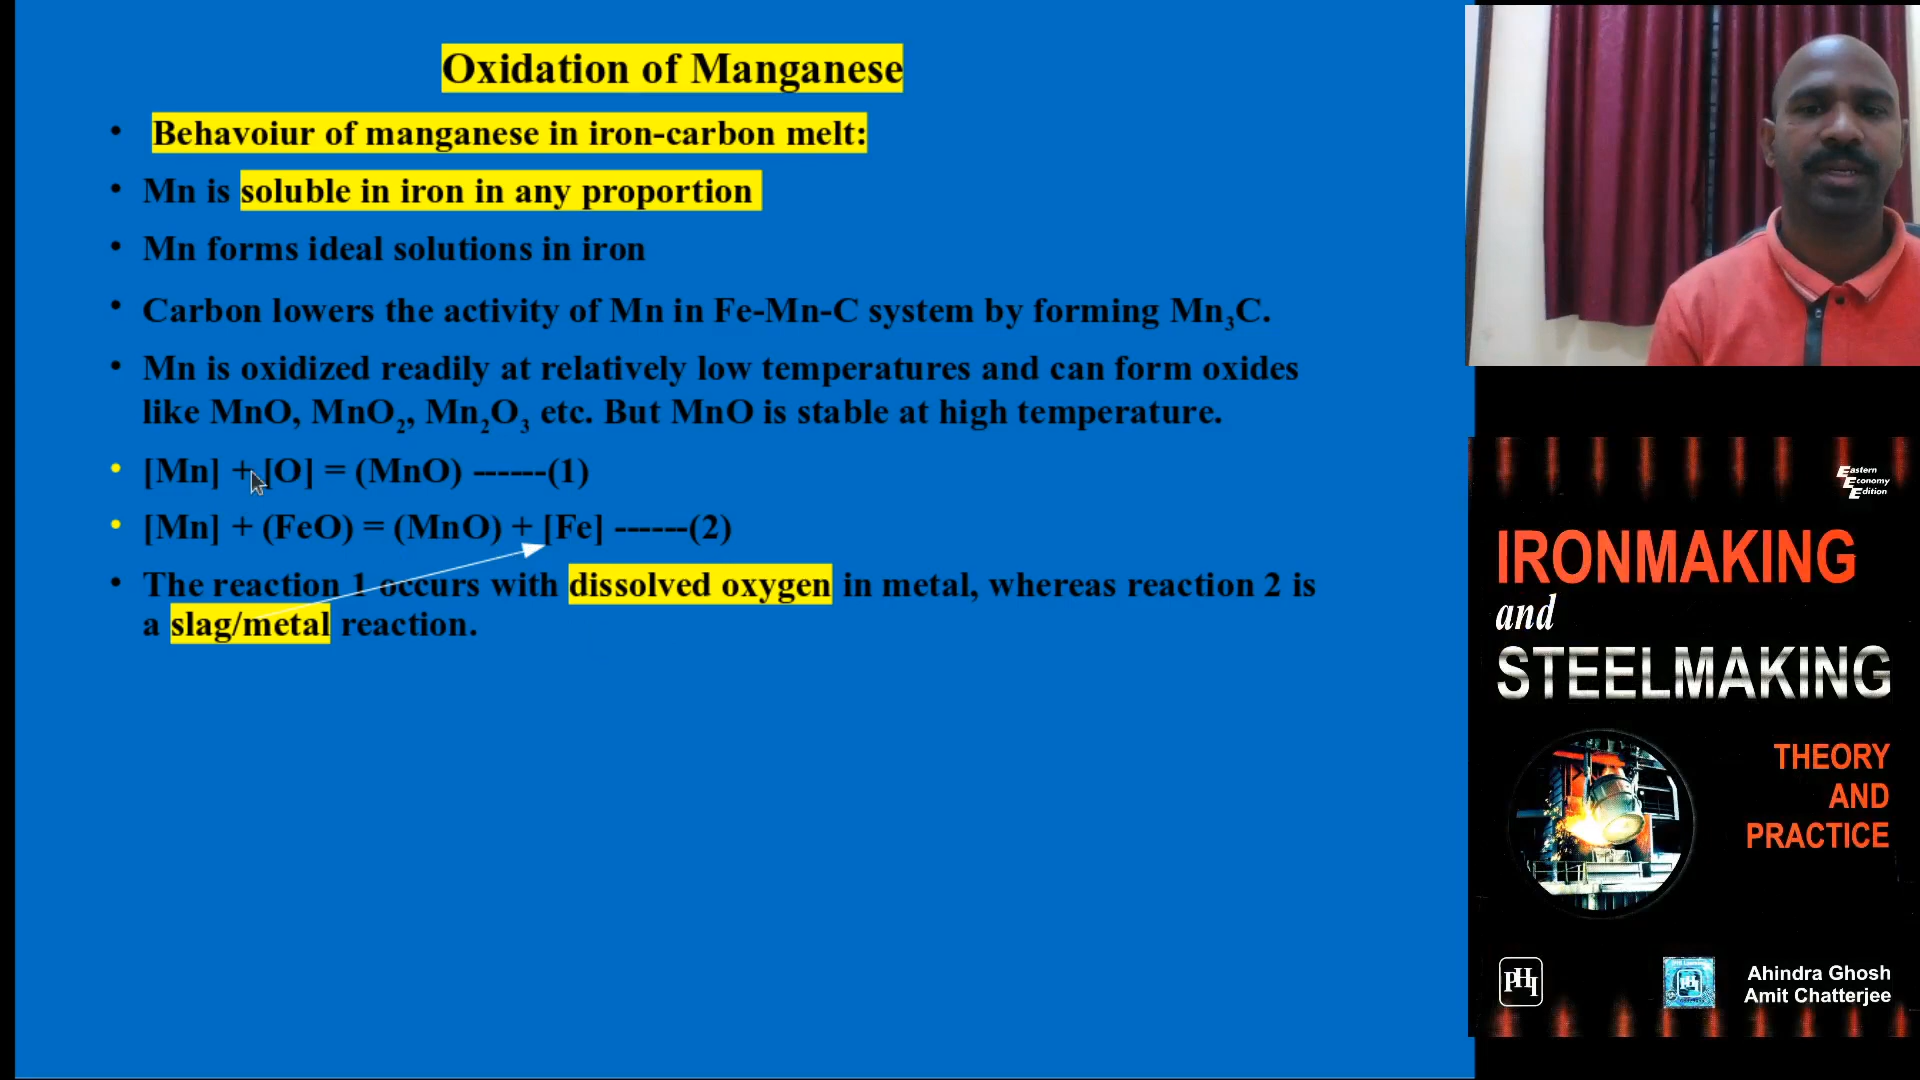 Oxidation of Manganese
• Behavoiur of manganese in iron-carbon melt:
• Mn is soluble in iron in any proportion
• Mn forms ideal solutions in iron
• Carbon lowers the activity of Mn in Fe-Mn-C system by forming Mn₃C.
• Mn is oxidized readily at relatively low temperatures and can form oxides
like MnO, MnO₂, Mn₂O₃ etc. But MnO is stable at high temperature.
• [Mn] + [O] = (MnO) ------(1)
• [Mn] + (FeO) = (MnO) + [Fe] ------(2)
• The reaction 1 occurs with dissolved oxygen in metal, whereas reaction 2 is
a slag/metal reaction.
Eastern
Economy
Edition
IRONMAKING
and
STEELMAKING
THEORY
AND
PRACTICE
PHI
Ahindra Ghosh
Amit Chatterjee